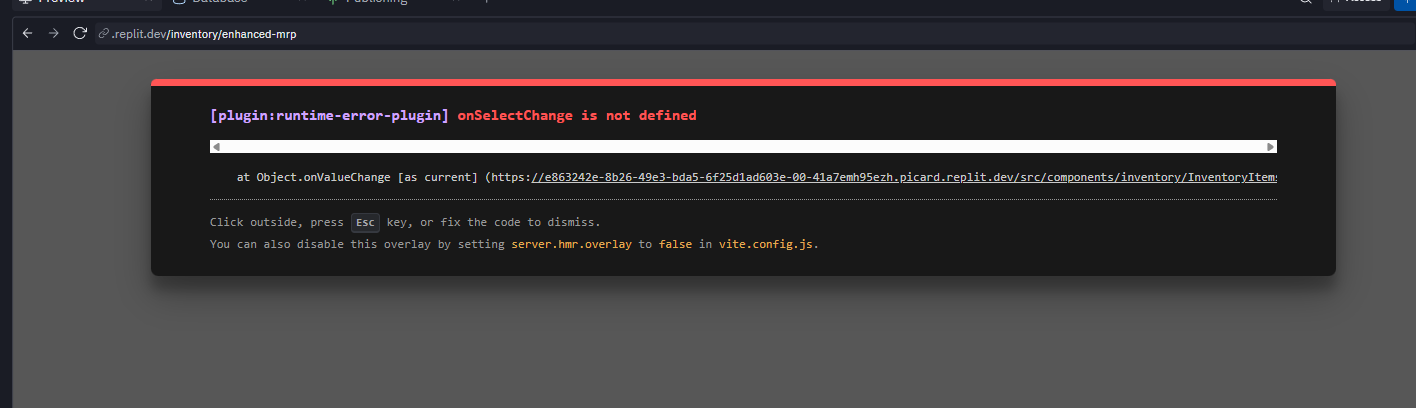 Preview Database Publishing Access
.replit.dev/inventory/enhanced-mrp
[plugin:runtime-error-plugin] onSelectChange is not defined
at Object.onValueChange [as current] (https://e863242e-8b26-49e3-bda5-6f25d1ad603e-00-41a7emh95ezh.picard.replit.dev/src/components/inventory/InventoryItems
Click outside, press Esc key, or fix the code to dismiss.
You can also disable this overlay by setting server.hmr.overlay to false in vite.config.js.